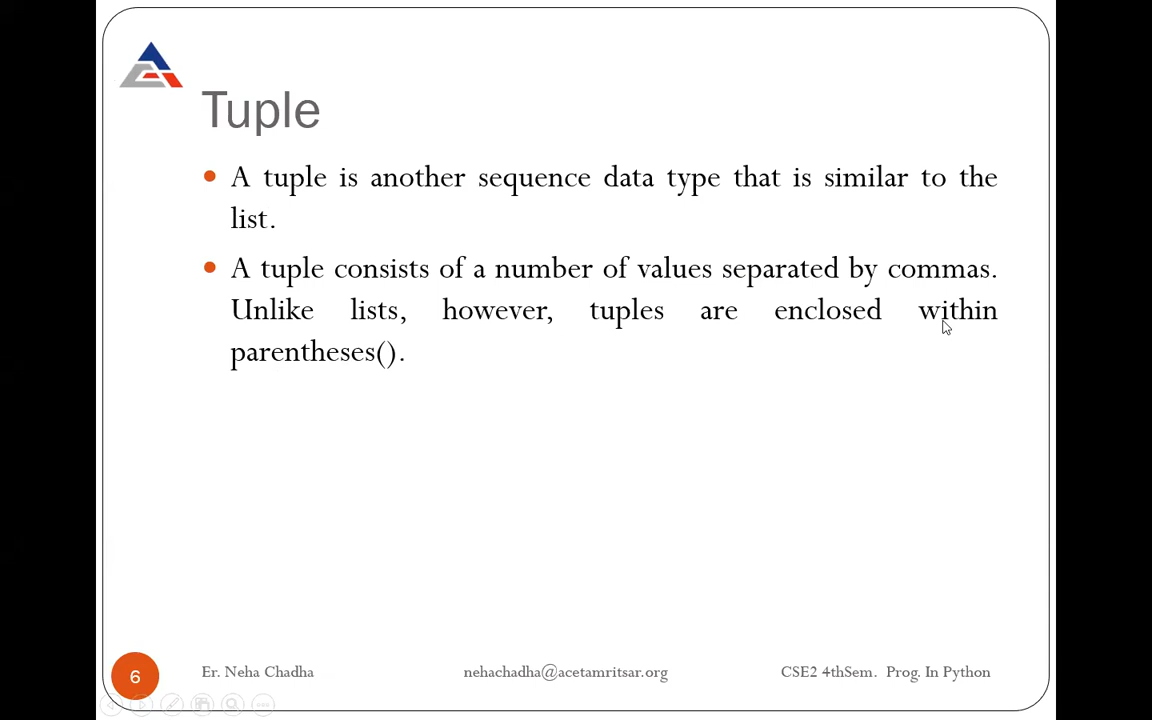 Tuple
A tuple is another sequence data type that is similar to the
list.
A tuple consists of a number of values separated by commas.
Unlike lists, however, tuples are enclosed within
parentheses().
6
Er. Neha Chadha
nehachadha@acetamritsar.org
CSE2 4thSem. Prog. In Python